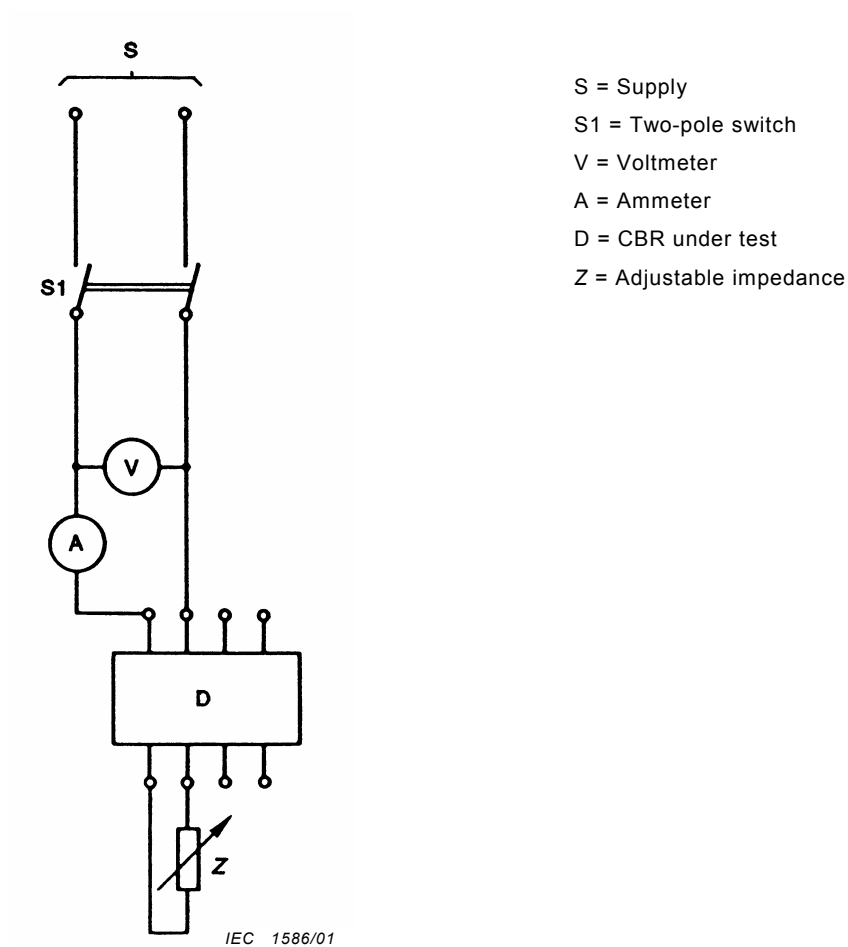 S
S1
V
A
D
Z
IEC 1586/01
S = Supply
S1 = Two-pole switch
V = Voltmeter
A = Ammeter
D = CBR under test
Z = Adjustable impedance